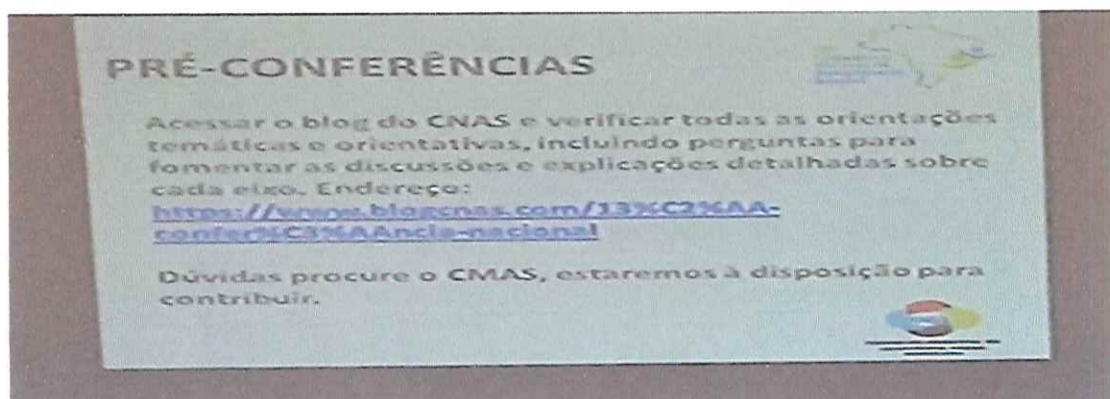 PRÉ-CONFERÊNCIAS
Acessar o blog do CNAS e verificar todas as orientações
temáticas e orientativas, incluindo perguntas para
fomentar as discussões e explicações detalhadas sobre
cada eixo. Endereço:
https://www.blogcnas.com/13%C2%AA-
confer%C3%AAncia-nacional
Dúvidas procure o CMAS, estaremos à disposição para
contribuir.